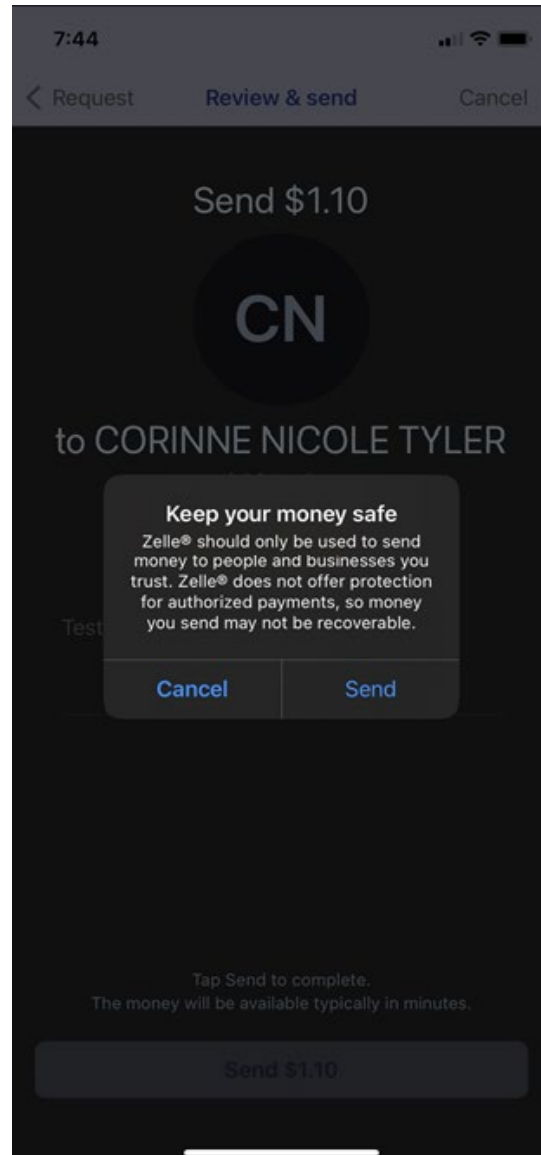 7:44
Request
Review & send
Cancel
Send $1.10
CN
to CORINNE NICOLE TYLER
Keep your money safe
Zelle® should only be used to send
money to people and businesses you
trust. Zelle® does not offer protection
for authorized payments, so money
you send may not be recoverable.
Test
Cancel
Send
Tap Send to complete.
The money will be available typically in minutes.
Send $1.10